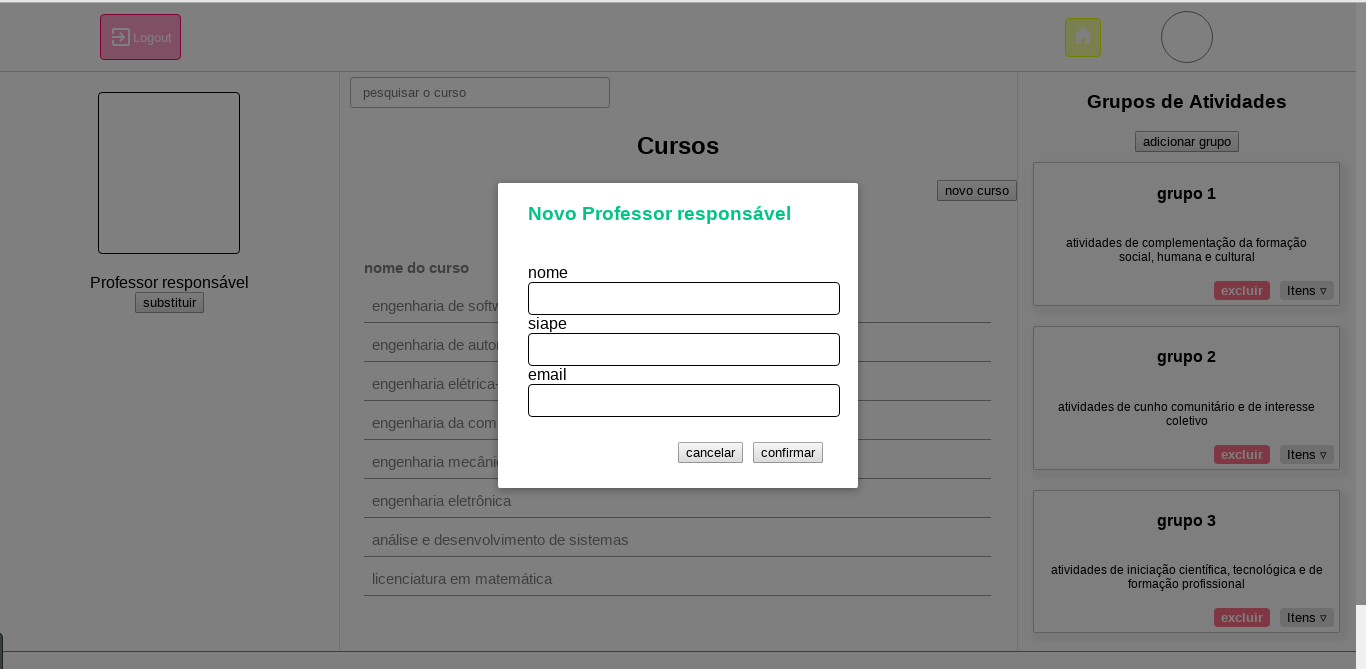 Logout
pesquisar o curso
Cursos
novo curso
Professor responsável
substituir
nome do curso
engenharia de softw
engenharia de autom
engenharia elétrica-
engenharia da com
engenharia mecânic
engenharia eletrônica
análise e desenvolvimento de sistemas
licenciatura em matemática
Novo Professor responsável
nome
siape
email
cancelar confirmar
Grupos de Atividades
adicionar grupo
grupo 1
atividades de complementação da formação
social, humana e cultural
excluir Itens ▿
grupo 2
atividades de cunho comunitário e de interesse
coletivo
excluir Itens ▿
grupo 3
atividades de iniciação científica, tecnológica e de
formação profissional
excluir Itens ▿